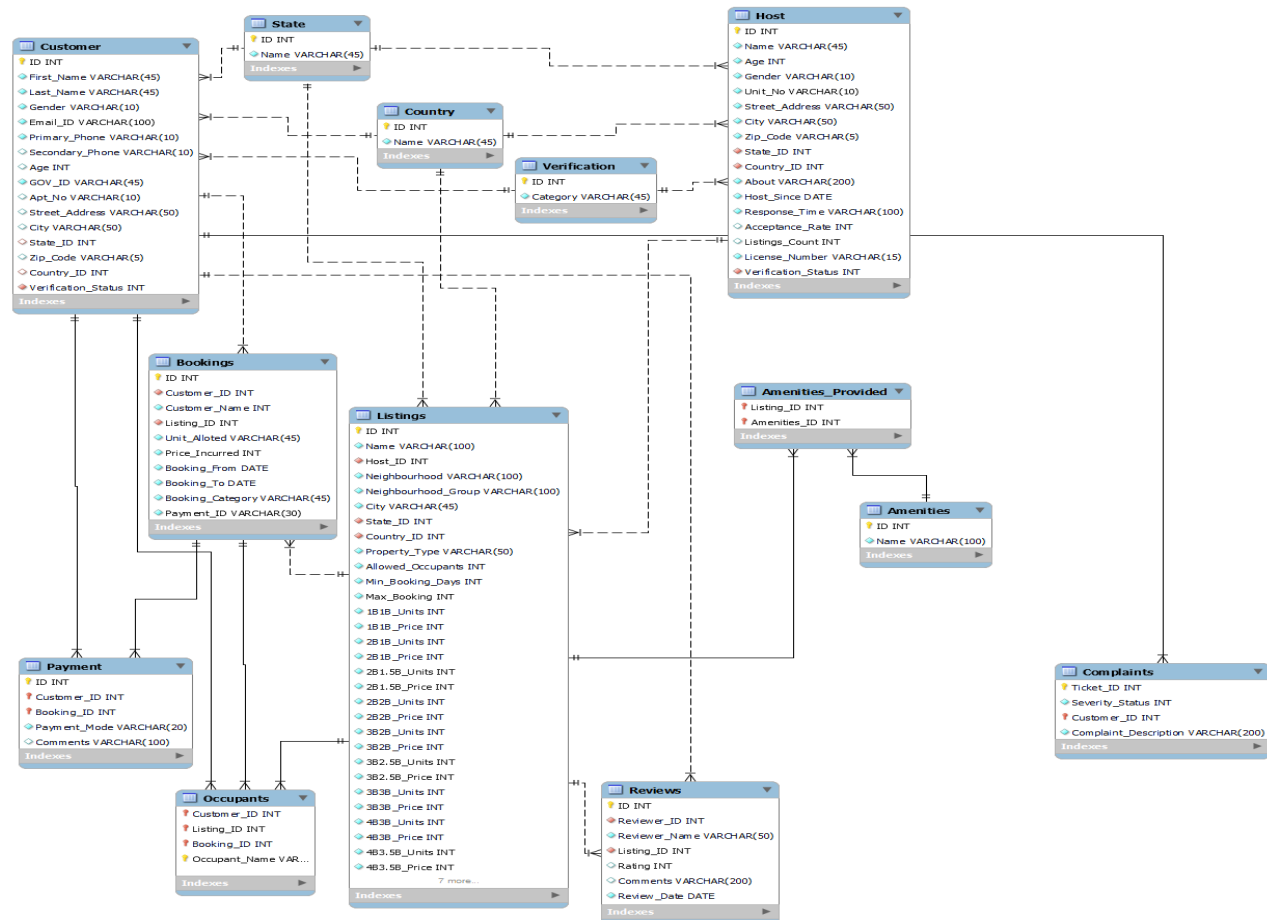 State
ID INT
Name VARCHAR(45)
Indexes
Host
ID INT
Name VARCHAR(45)
Age INT
Gender VARCHAR(10)
Unit_No VARCHAR(10)
Street_Address VARCHAR(50)
City VARCHAR(50)
Zip_Code VARCHAR(5)
State_ID INT
Country_ID INT
About VARCHAR(200)
Host_Since DATE
Response_Time VARCHAR(100)
Acceptance_Rate INT
Listings_Count INT
License_Number VARCHAR(15)
Verification_Status INT
Indexes
Customer
ID INT
First_Name VARCHAR(45)
Last_Name VARCHAR(45)
Gender VARCHAR(10)
Email_ID VARCHAR(100)
Primary_Phone VARCHAR(10)
Secondary_Phone VARCHAR(10)
Age INT
GOV_ID VARCHAR(45)
Apt_No VARCHAR(10)
Street_Address VARCHAR(50)
City VARCHAR(50)
State_ID INT
Zip_Code VARCHAR(5)
Country_ID INT
Verification_Status INT
Indexes
Country
ID INT
Name VARCHAR(45)
Indexes
Verification
ID INT
Category VARCHAR(45)
Indexes
Bookings
ID INT
Customer_ID INT
Customer_Name INT
Listing_ID INT
Unit_Alloted VARCHAR(45)
Price_Incurred INT
Booking_From DATE
Booking_To DATE
Booking_Category VARCHAR(45)
Payment_ID VARCHAR(30)
Indexes
Listings
ID INT
Name VARCHAR(100)
Host_ID INT
Neighbourhood VARCHAR(100)
Neighbourhood_Group VARCHAR(100)
City VARCHAR(45)
State_ID INT
Country_ID INT
Property_Type VARCHAR(50)
Allowed_Occupants INT
Min_Booking_Days INT
Max_Booking INT
1B1B_Units INT
1B1B_Price INT
2B1B_Units INT
2B1B_Price INT
2B1.5B_Units INT
2B1.5B_Price INT
2B2B_Units INT
2B2B_Price INT
3B2B_Units INT
3B2B_Price INT
3B2.5B_Units INT
3B2.5B_Price INT
3B3B_Units INT
3B3B_Price INT
4B3B_Units INT
4B3B_Price INT
4B3.5B_Units INT
4B3.5B_Price INT
7 more...
Indexes
Amenities_Provided
Listing_ID INT
Amenities_ID INT
Indexes
Amenities
ID INT
Name VARCHAR(100)
Indexes
Payment
ID INT
Customer_ID INT
Booking_ID INT
Payment_Mode VARCHAR(20)
Comments VARCHAR(100)
Indexes
Complaints
Ticket_ID INT
Severity_Status INT
Customer_ID INT
Complaint_Description VARCHAR(200)
Indexes
Occupants
Customer_ID INT
Listing_ID INT
Booking_ID INT
Occupant_Name VAR...
Indexes
Reviews
ID INT
Reviewer_ID INT
Reviewer_Name VARCHAR(50)
Listing_ID INT
Rating INT
Comments VARCHAR(200)
Review_Date DATE
Indexes